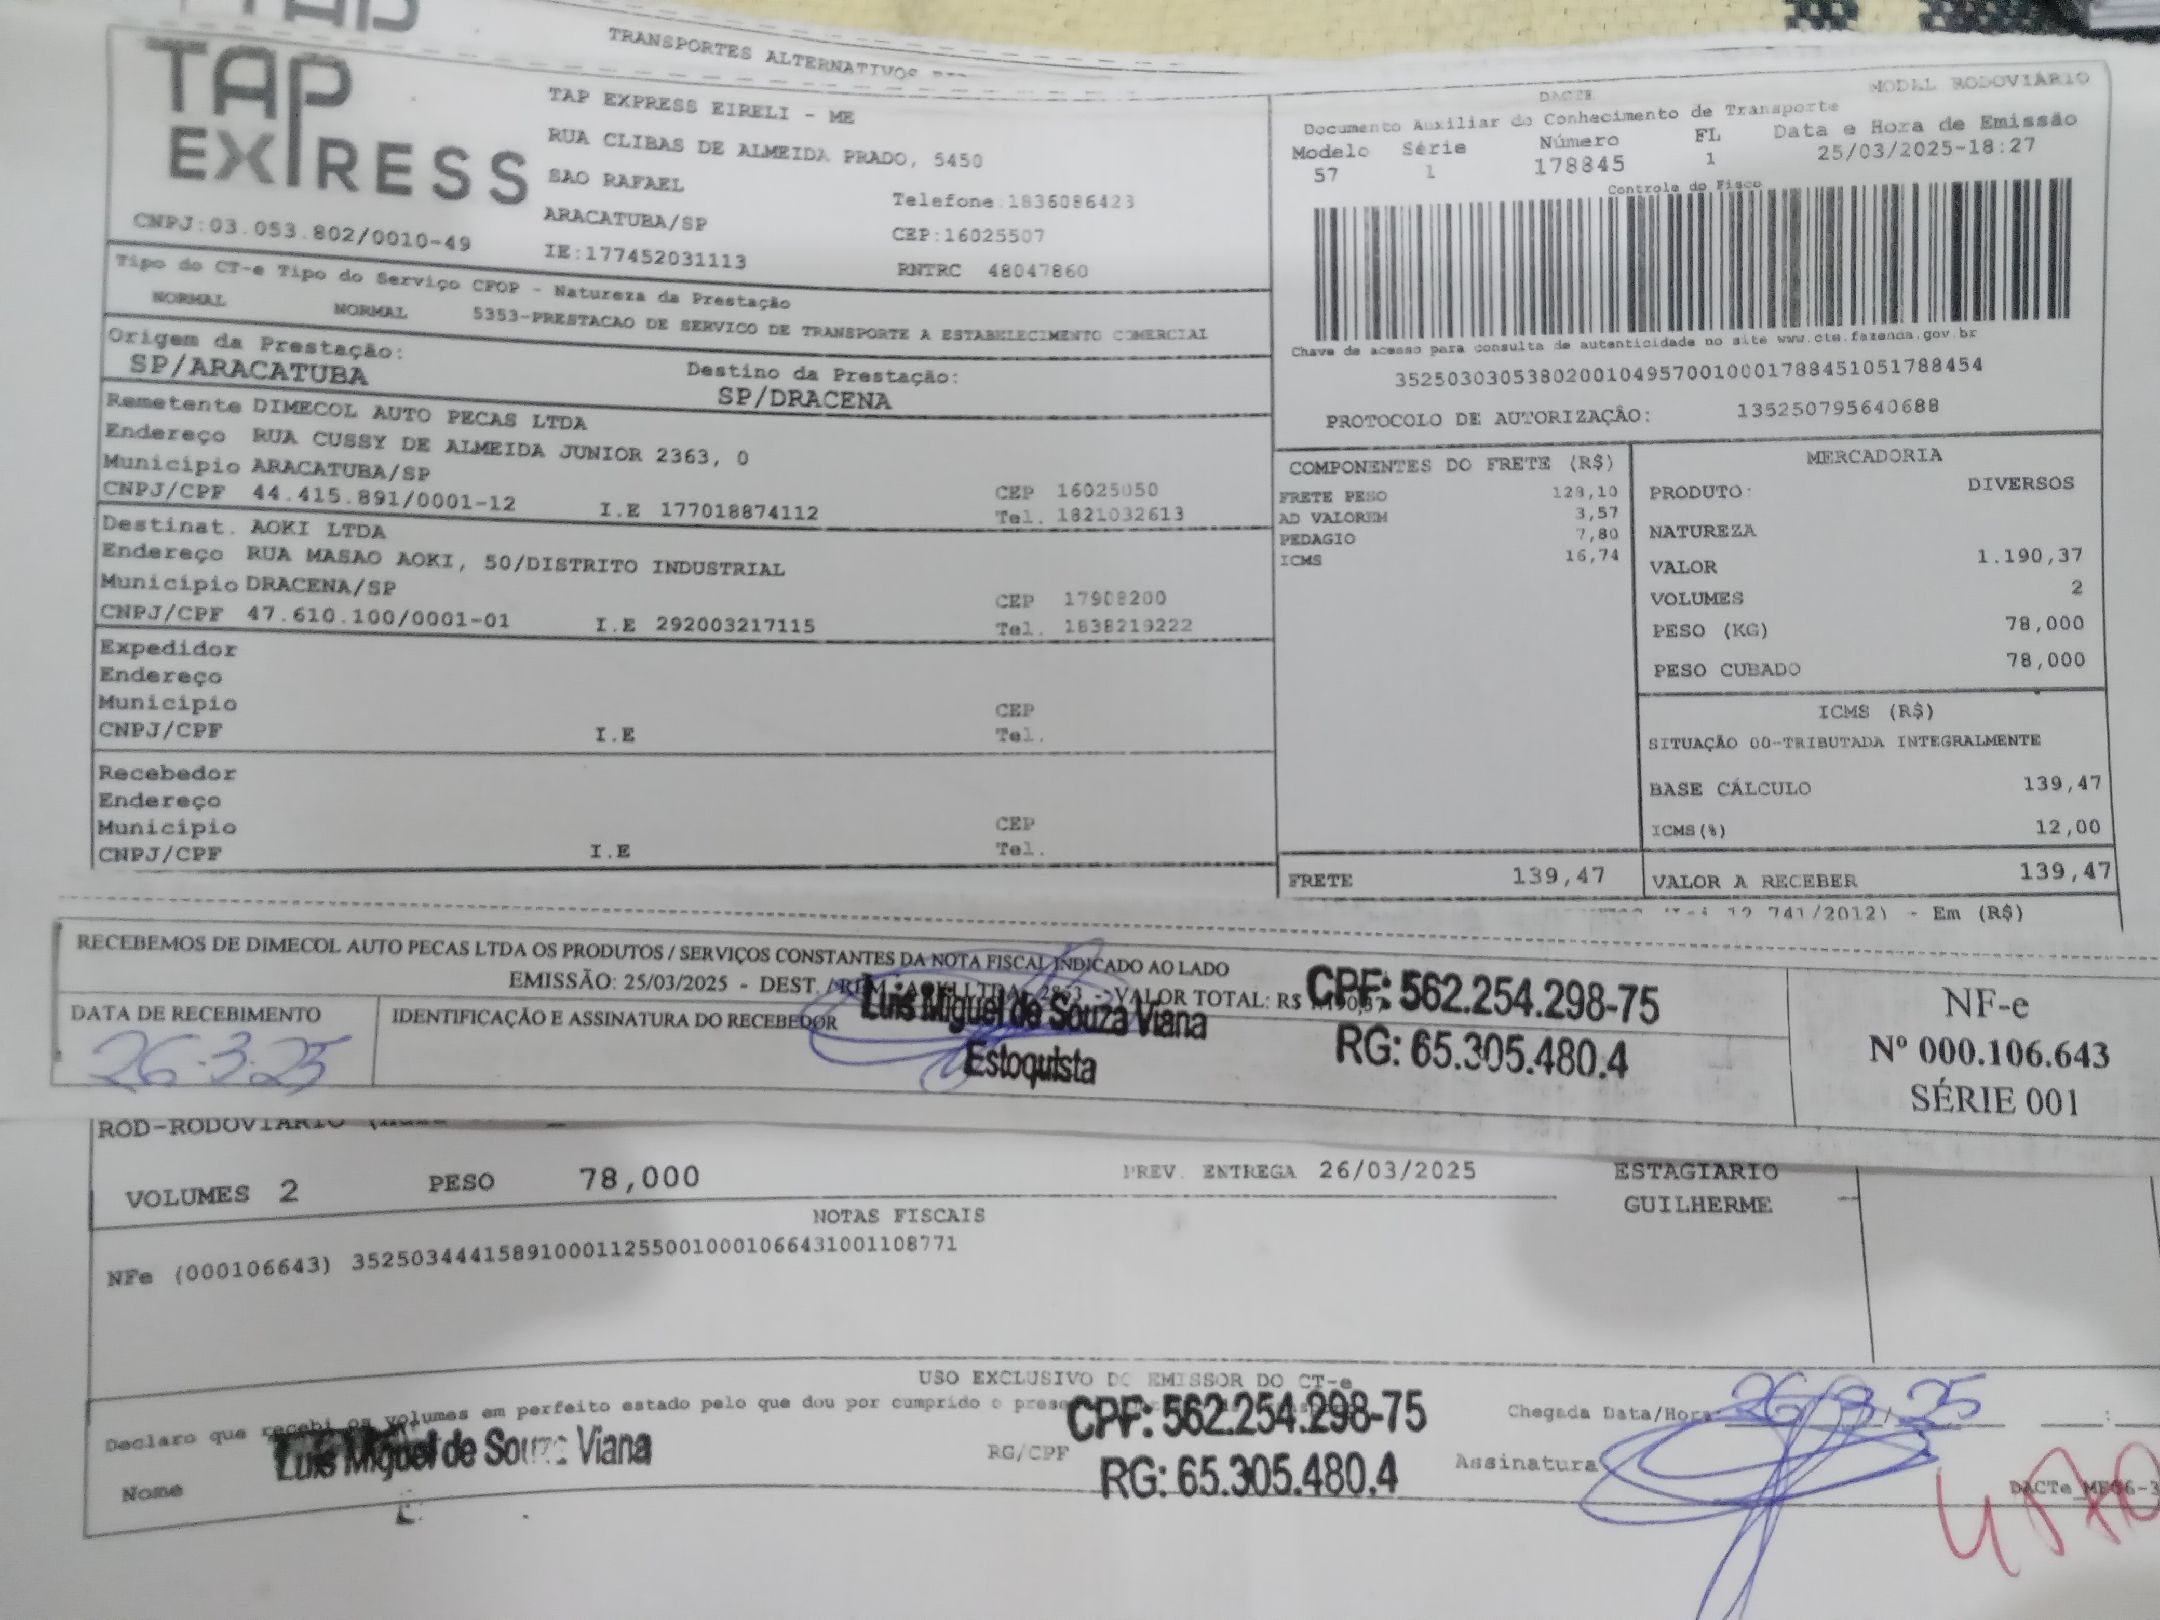 TRANSPORTES ALTERNATIVOS
TAP
EXPRESS
CNPJ:03.053.802/0010-49
TAP EXPRESS EIRELI - ME
RUA CLIBAS DE ALMEIDA PRADO, 5450
SAO RAFAEL
Telefone:1836086423
ARACATUBA/SP
CEP:16025507
IE:177452031113
RNTRC 48047860
MODAL RODOVIÁRIO
DACTE
Documento Auxiliar do Conhecimento de Transporte
Modelo Série Número FL Data e Hora de Emissão
57 1 178845 1 25/03/2025-18:27
Controle do Fisco
Chave de acesso para consulta de autenticidade no site www.cte.fazenda.gov.br
35250303053802001049570010001788451051788454
PROTOCOLO DE AUTORIZAÇÃO: 135250795640688
Tipo do CT-e Tipo do Serviço CFOP - Natureza da Prestação
NORMAL NORMAL 5353-PRESTACAO DE SERVICO DE TRANSPORTE A ESTABELECIMENTO COMERCIAL
Origem da Prestação:
SP/ARACATUBA
Destino da Prestação:
SP/DRACENA
Remetente DIMECOL AUTO PECAS LTDA
Endereço RUA CUSSY DE ALMEIDA JUNIOR 2363, 0
Município ARACATUBA/SP CEP 16025050
CNPJ/CPF 44.415.891/0001-12 I.E 177018874112 Tel. 1821032613
Destinat. AOKI LTDA
Endereço RUA MASAO AOKI, 50/DISTRITO INDUSTRIAL
Município DRACENA/SP CEP 17908200
CNPJ/CPF 47.610.100/0001-01 I.E 292003217115 Tel. 1838219222
Expedidor
Endereço
Município CEP
CNPJ/CPF I.E Tel.
Recebedor
Endereço
Município CEP
CNPJ/CPF I.E Tel.
COMPONENTES DO FRETE (R$)
FRETE PESO 128,10
AD VALOREM 3,57
PEDAGIO 7,80
ICMS 16,74
FRETE 139,47
MERCADORIA
PRODUTO: DIVERSOS
NATUREZA
VALOR 1.190,37
VOLUMES 2
PESO (KG) 78,000
PESO CUBADO 78,000
ICMS (R$)
SITUAÇÃO 00-TRIBUTADA INTEGRALMENTE
BASE CÁLCULO 139,47
ICMS(%) 12,00
VALOR A RECEBER 139,47
12.741/2012) - Em (R$)
RECEBEMOS DE DIMECOL AUTO PECAS LTDA OS PRODUTOS / SERVIÇOS CONSTANTES DA NOTA FISCAL INDICADO AO LADO
EMISSÃO: 25/03/2025 - DEST. / REM.: AOKI LTDA - VALOR TOTAL: R$
DATA DE RECEBIMENTO
26-3-25
IDENTIFICAÇÃO E ASSINATURA DO RECEBEDOR
Luis Miguel de Souza Viana
Estoquista
CPF: 562.254.298-75
RG: 65.305.480.4
NF-e
Nº 000.106.643
SÉRIE 001
ROD-RODOVIARIO
VOLUMES 2 PESO 78,000 PREV. ENTREGA 26/03/2025
ESTAGIARIO
GUILHERME
NOTAS FISCAIS
NFe (000106643) 35250344415891000112550010001066431001108771
USO EXCLUSIVO DO EMISSOR DO CT-e
Declaro que recebi os volumes em perfeito estado pelo que dou por cumprido o
Nome Luis Miguel de Souza Viana
RG/CPF
CPF: 562.254.298-75
RG: 65.305.480.4
Chegada Data/Hora 26/3/25
Assinatura